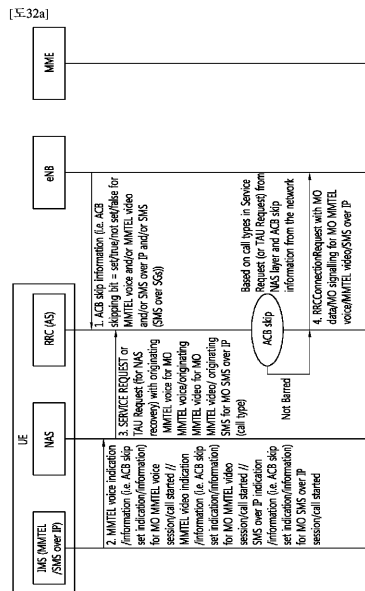 [도32a]
UE
IMS (MMTEL
/SMS over IP)
NAS
RRC (AS)
eNB
MME
1. ACB skip information (i.e. ACB
skipping bit = set/true/not set/false for
MMTEL voice and/or MMTEL video
and/or SMS over IP and/or SMS
(SMS over SGs))
2. MMTEL voice indication
/information (i.e. ACB skip
set indication/information)
for MO MMTEL voice
session/call started //
MMTEL video indication
/information (i.e. ACB skip
set indication/information)
for MO MMTEL video
session/call started //
SMS over IP indication
/information (i.e. ACB skip
set indication/information)
for MO SMS over IP
session/call started
3. SERVICE REQUEST or
TAU Request (for NAS
recovery) with originating
MMTEL voice for MO
MMTEL voice/originating
MMTEL video for MO
MMTEL video/ originating
SMS for MO SMS over IP
(call type)
Based on call types in Service
Request (or TAU Request) from
NAS layer and ACB skip
information from the network
ACB skip
Not Barred
4. RRCConnectionRequest with MO
data/MO signalling for MO MMTEL
voice/MMTEL video/SMS over IP